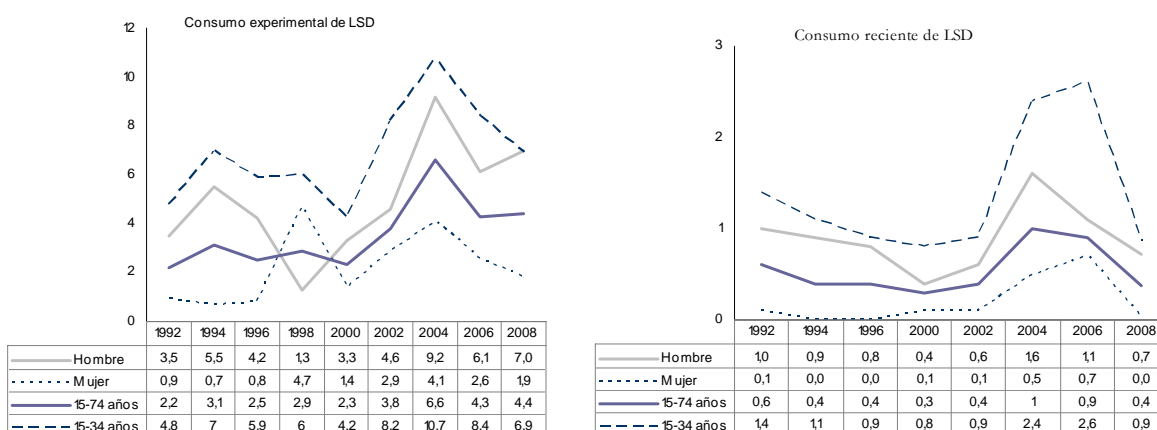 Consumo experimental de LSD
12
10
8
6
4
2
0
1992 1994 1996 1998 2000 2002 2004 2006 2008
Hombre 3,5 5,5 4,2 1,3 3,3 4,6 9,2 6,1 7,0
Mujer 0,9 0,7 0,8 4,7 1,4 2,9 4,1 2,6 1,9
15-74 años 2,2 3,1 2,5 2,9 2,3 3,8 6,6 4,3 4,4
15-34 años 4,8 7 5,9 6 4,2 8,2 10,7 8,4 6,9
Consumo reciente de LSD
3
2
1
0
1992 1994 1996 2000 2002 2004 2006 2008
Hombre 1,0 0,9 0,8 0,4 0,6 1,6 1,1 0,7
Mujer 0,1 0,0 0,0 0,1 0,1 0,5 0,7 0,0
15-74 años 0,6 0,4 0,4 0,3 0,4 1 0,9 0,4
15-34 años 1,4 1,1 0,9 0,8 0,9 2,4 2,6 0,9